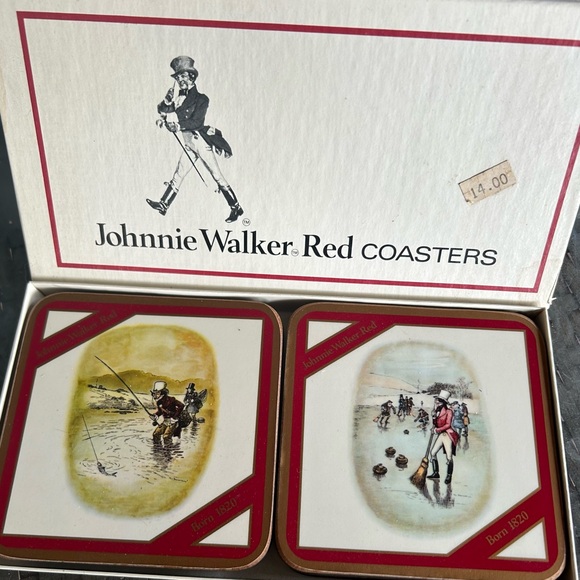 14.00
Johnnie Walker Red COASTERS
Johnnie Walker Red
Born 1820
Johnnie Walker Red
Born 1820